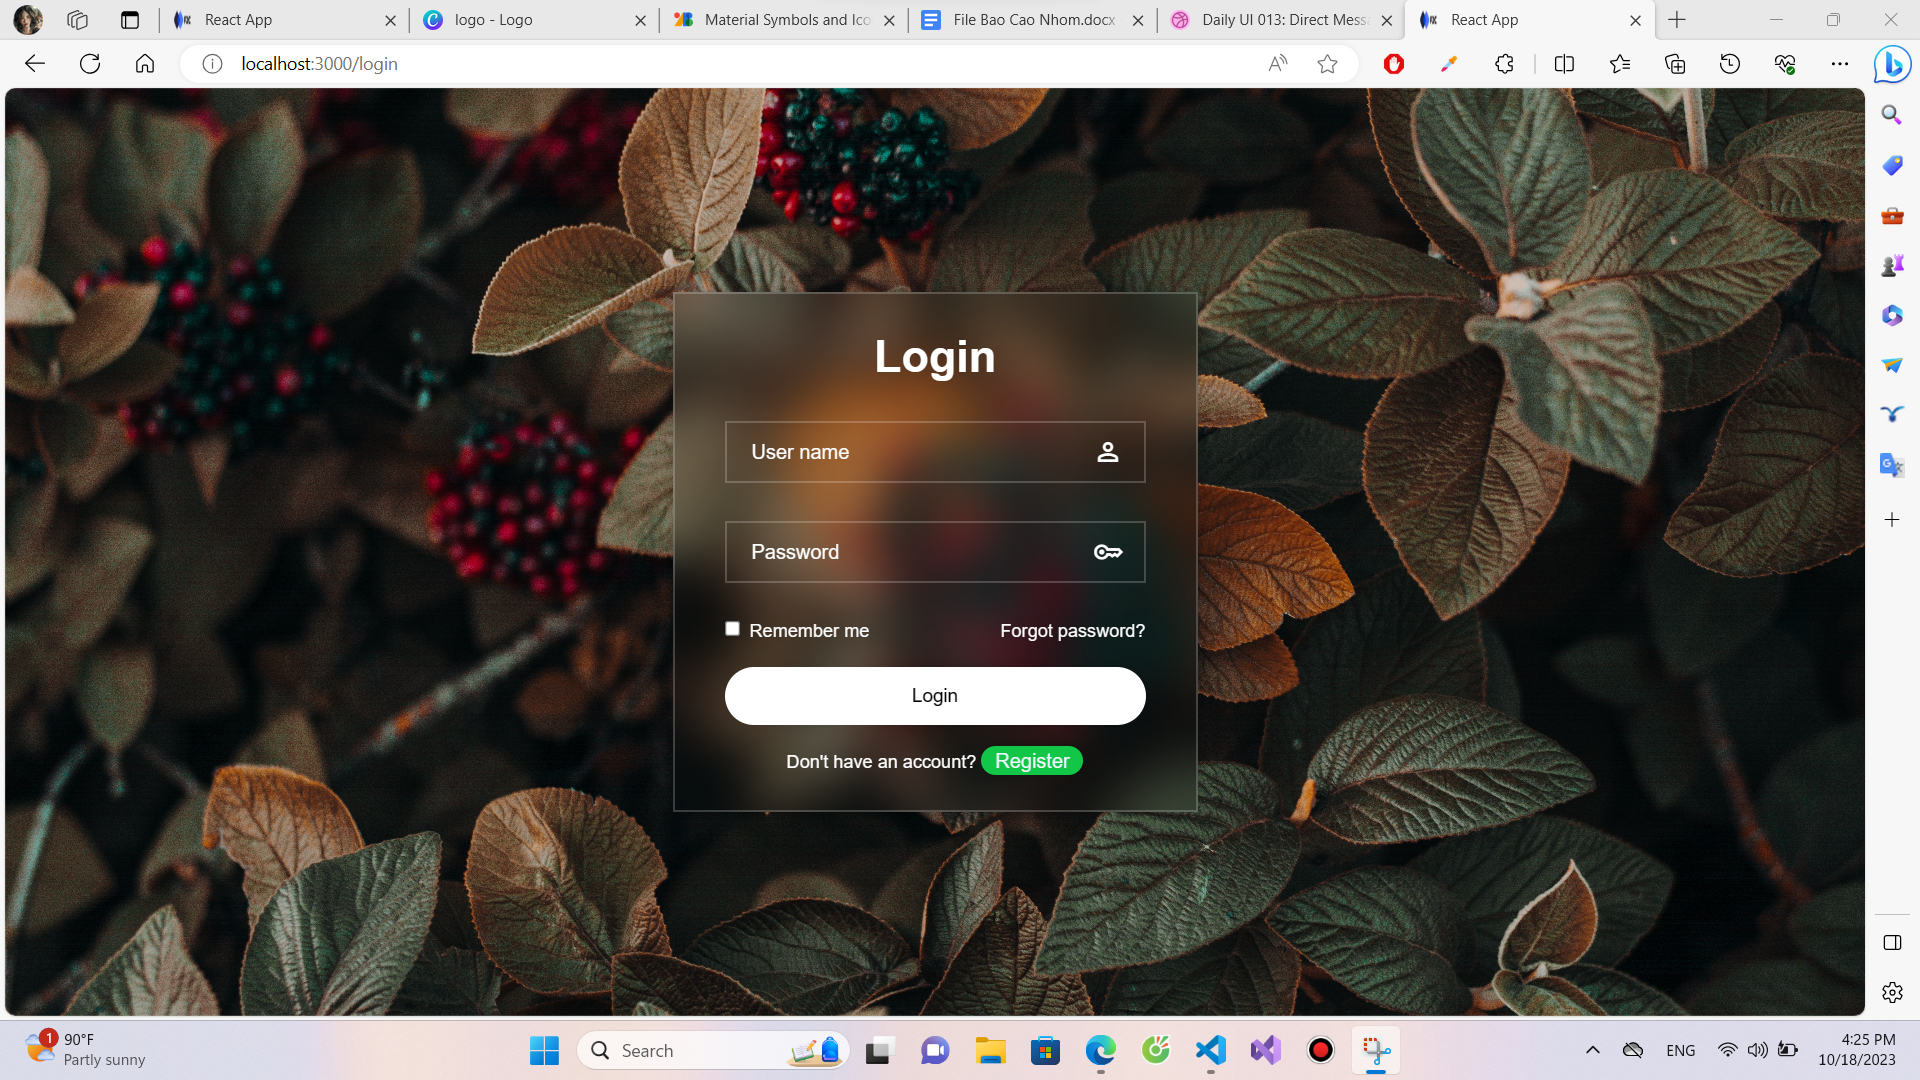 React App
logo - Logo
Material Symbols and Ico
File Bao Cao Nhom.docx
Daily UI 013: Direct Messa
React App
localhost:3000/login
Login
User name
Password
Remember me
Forgot password?
Login
Don't have an account? Register
1
90°F
Partly sunny
Search
ENG
4:25 PM
10/18/2023